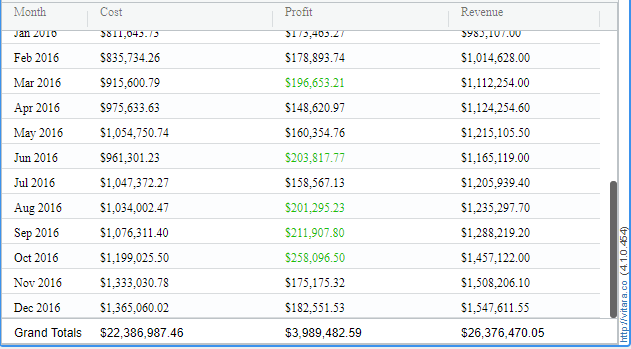 Month Cost Profit Revenue
Jan 2016 $811,643.73 $173,463.27 $985,107.00
Feb 2016 $835,734.26 $178,893.74 $1,014,628.00
Mar 2016 $915,600.79 $196,653.21 $1,112,254.00
Apr 2016 $975,633.63 $148,620.97 $1,124,254.60
May 2016 $1,054,750.74 $160,354.76 $1,215,105.50
Jun 2016 $961,301.23 $203,817.77 $1,165,119.00
Jul 2016 $1,047,372.27 $158,567.13 $1,205,939.40
Aug 2016 $1,034,002.47 $201,295.23 $1,235,297.70
Sep 2016 $1,076,311.40 $211,907.80 $1,288,219.20
Oct 2016 $1,199,025.50 $258,096.50 $1,457,122.00
Nov 2016 $1,333,030.78 $175,175.32 $1,508,206.10
Dec 2016 $1,365,060.02 $182,551.53 $1,547,611.55
Grand Totals $22,386,987.46 $3,989,482.59 $26,376,470.05
http://vitara.co (4.1.0.454)